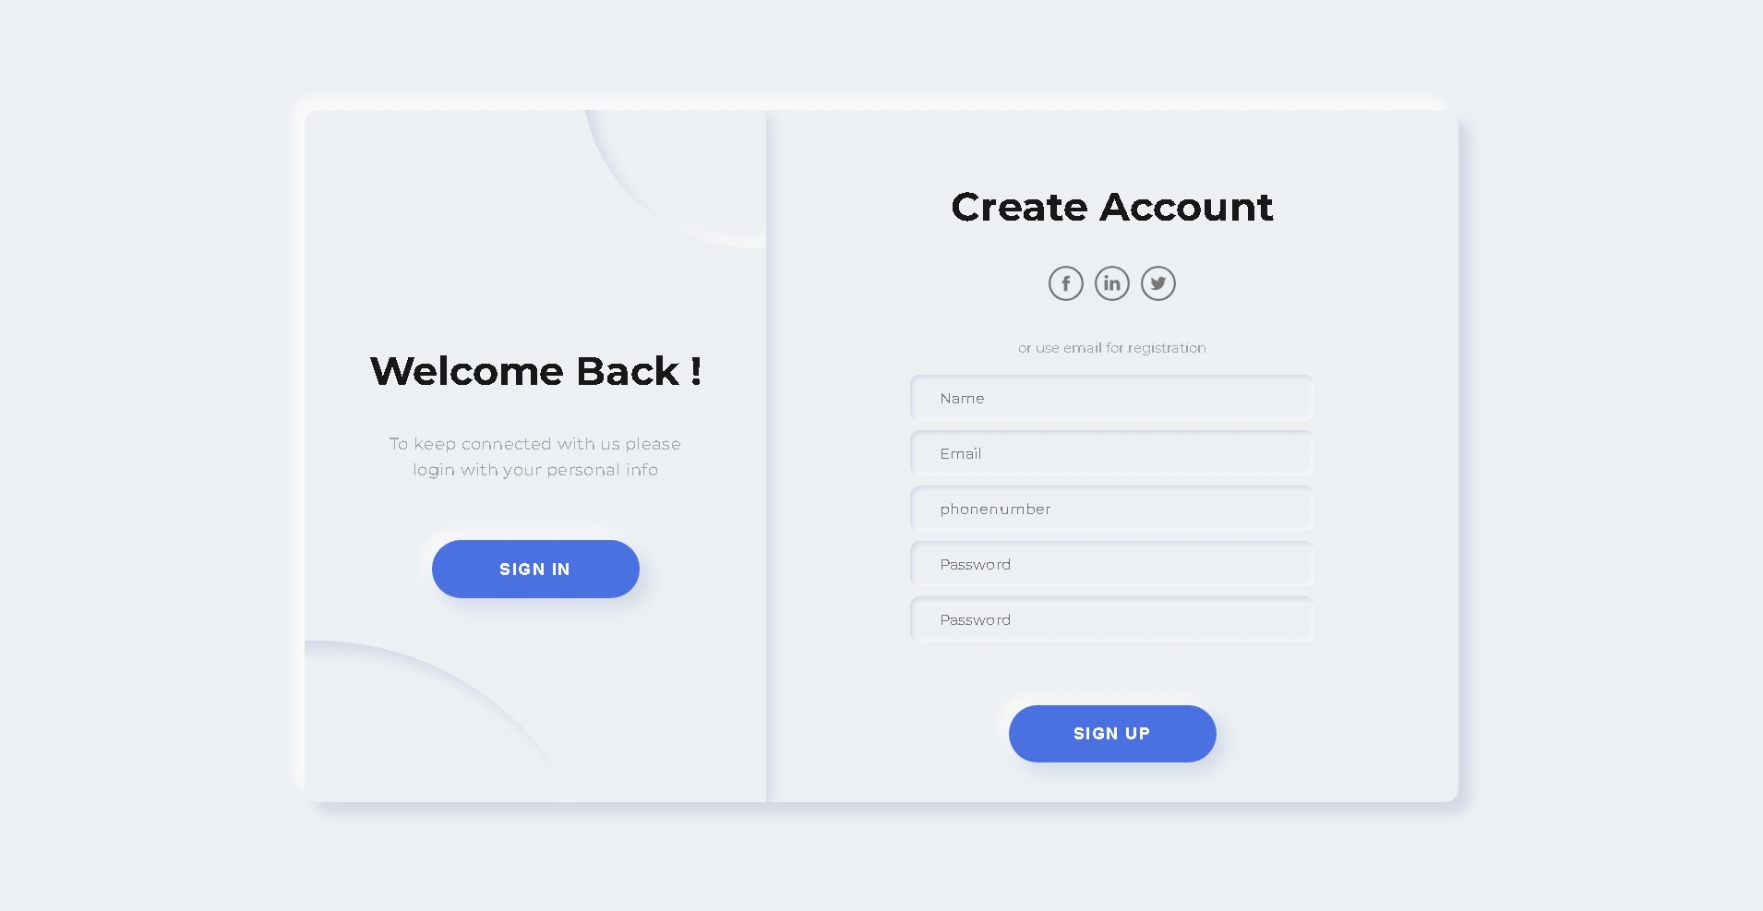 Welcome Back !
To keep connected with us please
login with your personal info
SIGN IN
Create Account
f in
or use email for registration
Name
Email
phonenumber
Password
Password
SIGN UP